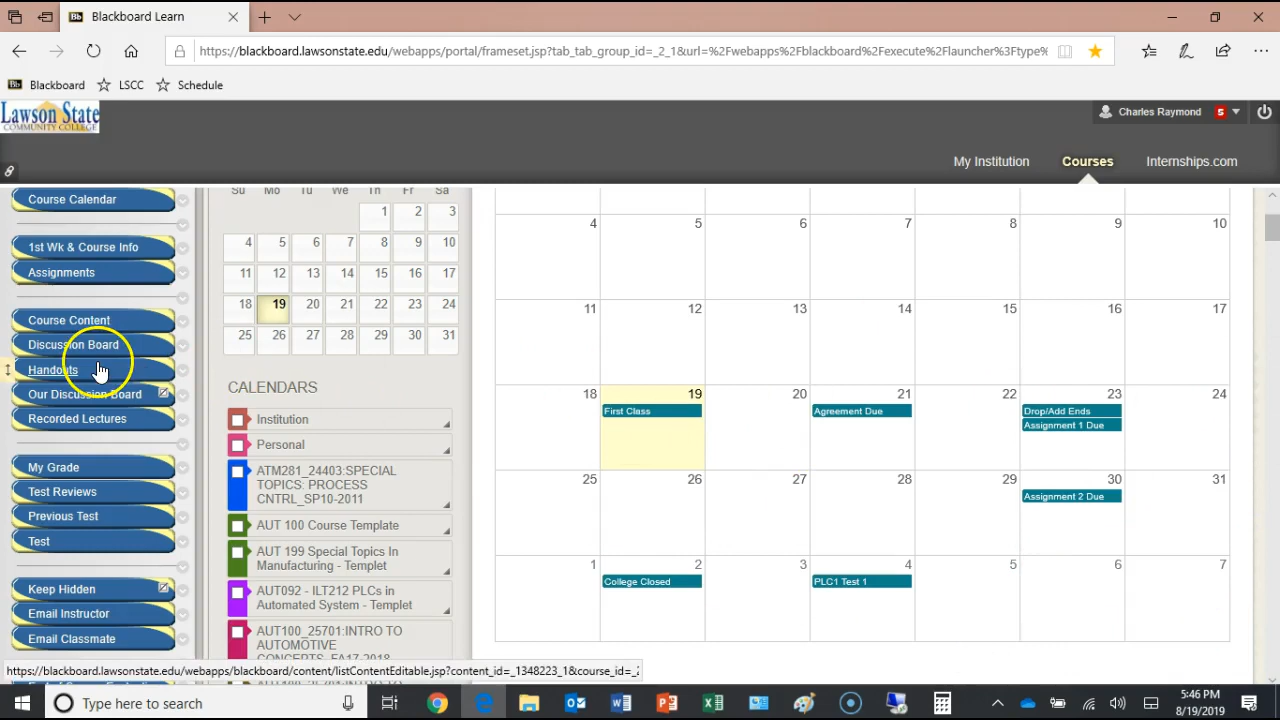 Blackboard Learn
https://blackboard.lawsonstate.edu/webapps/portal/frameset.jsp?tab_tab_group_id=_2_1&url=%2Fwebapps%2Fblackboard%2Fexecute%2Flauncher%3Ftype%
Bb Blackboard LSCC Schedule
Lawson State
COMMUNITY COLLEGE
Charles Raymond 5
My Institution Courses Internships.com
Course Calendar
1st Wk & Course Info
Assignments
Course Content
Discussion Board
Handouts
Our Discussion Board
Recorded Lectures
My Grade
Test Reviews
Previous Test
Test
Keep Hidden
Email Instructor
Email Classmate
Su Mo Tu We Th Fr Sa
1 2 3
4 5 6 7 8 9 10
11 12 13 14 15 16 17
18 19 20 21 22 23 24
25 26 27 28 29 30 31
CALENDARS
Institution
Personal
ATM281_24403:SPECIAL
TOPICS: PROCESS
CNTRL_SP10-2011
AUT 100 Course Template
AUT 199 Special Topics In
Manufacturing - Templet
AUT092 - ILT212 PLCs in
Automated System - Templet
AUT100_25701:INTRO TO
AUTOMOTIVE
CONCEPTS_FA17-2018
4 5 6 7 8 9 10
11 12 13 14 15 16 17
18 19 20 21 22 23 24
First Class Agreement Due Drop/Add Ends
Assignment 1 Due
25 26 27 28 29 30 31
Assignment 2 Due
1 2 3 4 5 6 7
College Closed PLC1 Test 1
https://blackboard.lawsonstate.edu/webapps/blackboard/content/listContentEditable.jsp?content_id=_1348223_1&course_id=_2
Type here to search
5:46 PM
8/19/2019